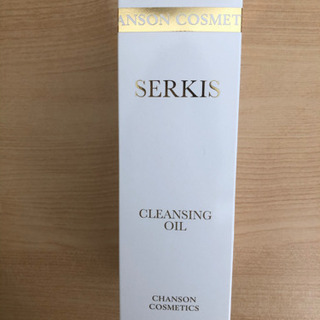 ANSON COSMET
SERKIS
CLEANSING
OIL
CHANSON
COSMETICS